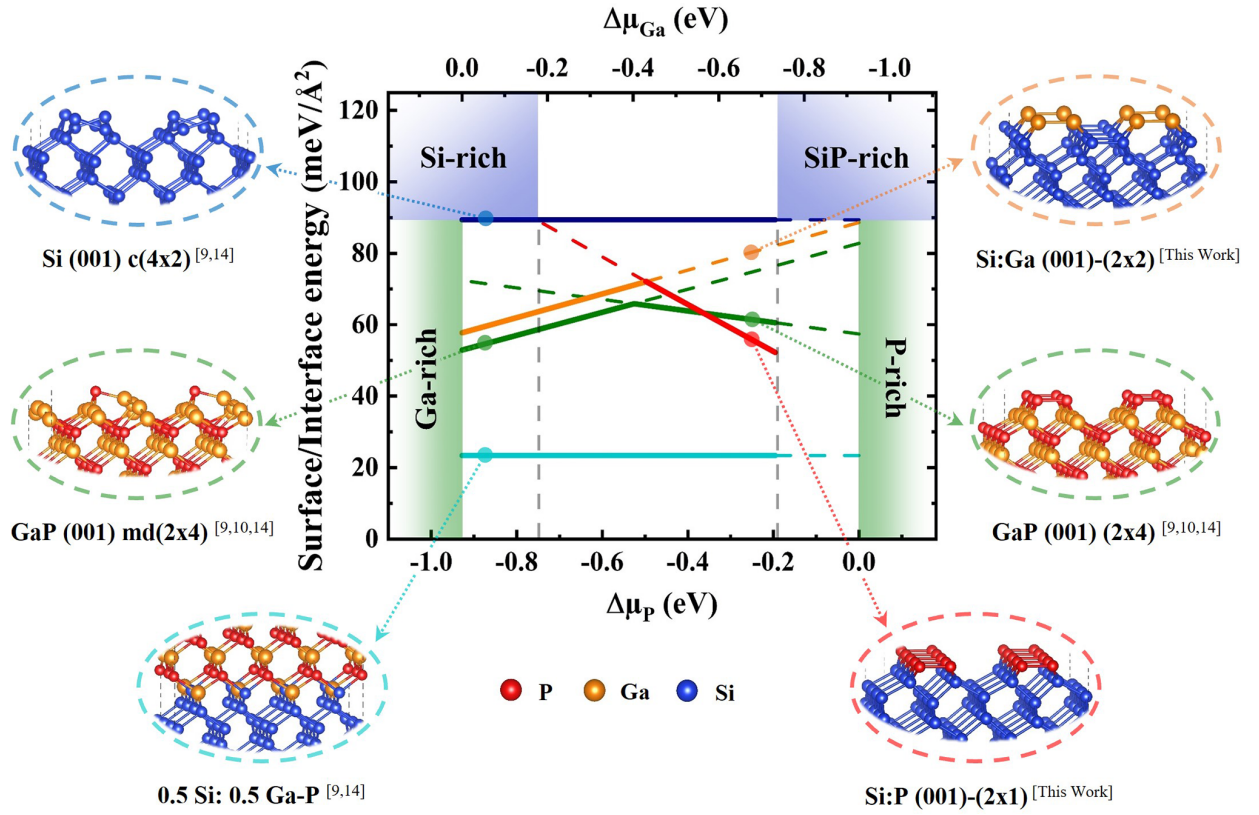 Δμ_Ga (eV)
0.0 -0.2 -0.4 -0.6 -0.8 -1.0
Surface/Interface energy (meV/Å²)
120
100
80
60
40
20
0
Si-rich
SiP-rich
Ga-rich
P-rich
-1.0 -0.8 -0.6 -0.4 -0.2 0.0
Δμ_P (eV)
Si (001) c(4x2) [9,14]
Si:Ga (001)-(2x2) [This Work]
GaP (001) md(2x4) [9,10,14]
GaP (001) (2x4) [9,10,14]
P Ga Si
0.5 Si: 0.5 Ga-P [9,14]
Si:P (001)-(2x1) [This Work]